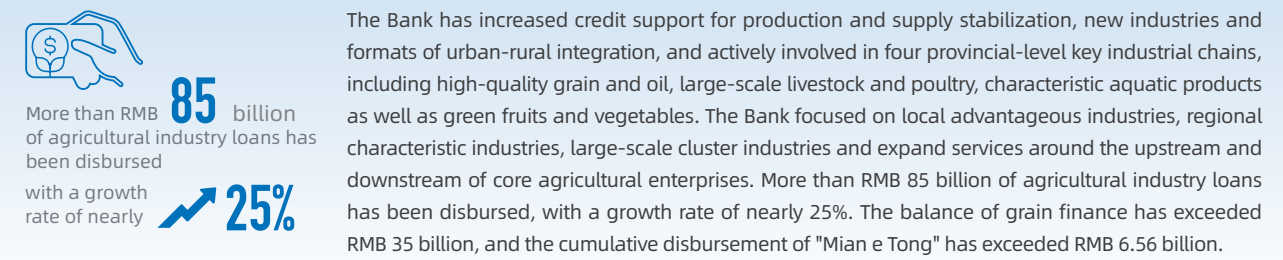 $
More than RMB 85 billion
of agricultural industry loans has
been disbursed
with a growth
rate of nearly 25%
The Bank has increased credit support for production and supply stabilization, new industries and
formats of urban-rural integration, and actively involved in four provincial-level key industrial chains,
including high-quality grain and oil, large-scale livestock and poultry, characteristic aquatic products
as well as green fruits and vegetables. The Bank focused on local advantageous industries, regional
characteristic industries, large-scale cluster industries and expand services around the upstream and
downstream of core agricultural enterprises. More than RMB 85 billion of agricultural industry loans
has been disbursed, with a growth rate of nearly 25%. The balance of grain finance has exceeded
RMB 35 billion, and the cumulative disbursement of "Mian e Tong" has exceeded RMB 6.56 billion.